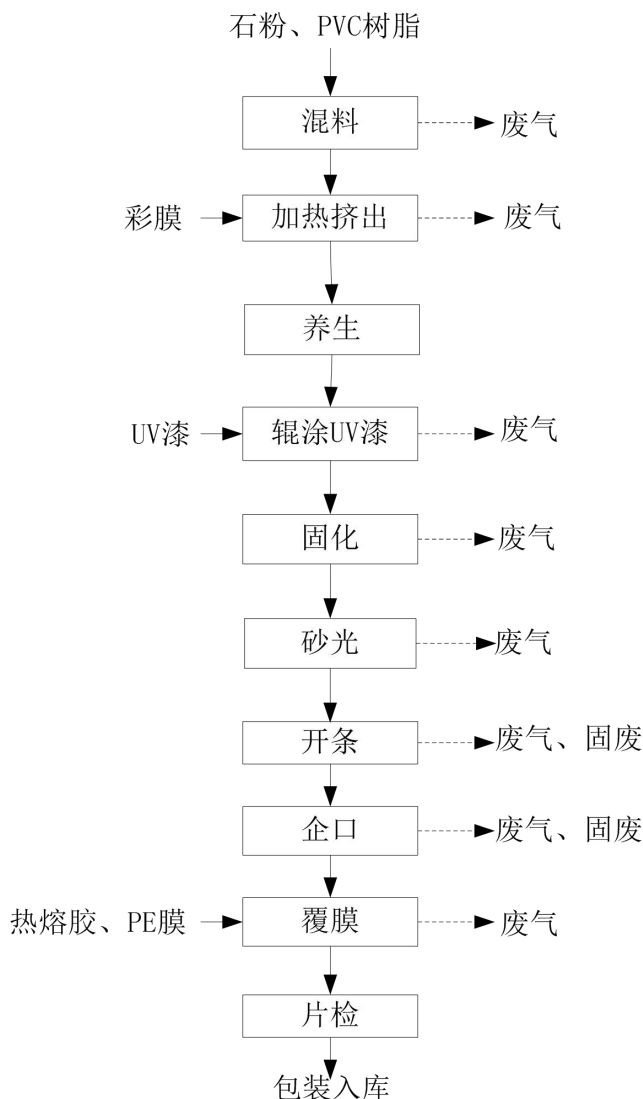 石粉、PVC树脂
混料
废气
彩膜
加热挤出
废气
养生
UV漆
辊涂UV漆
废气
固化
废气
砂光
废气
开条
废气、固废
企口
废气、固废
热熔胶、PE膜
覆膜
废气
片检
包装入库